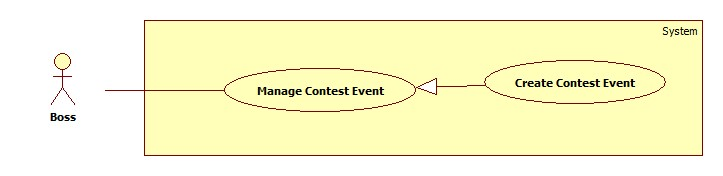 System
Boss
Manage Contest Event
Create Contest Event